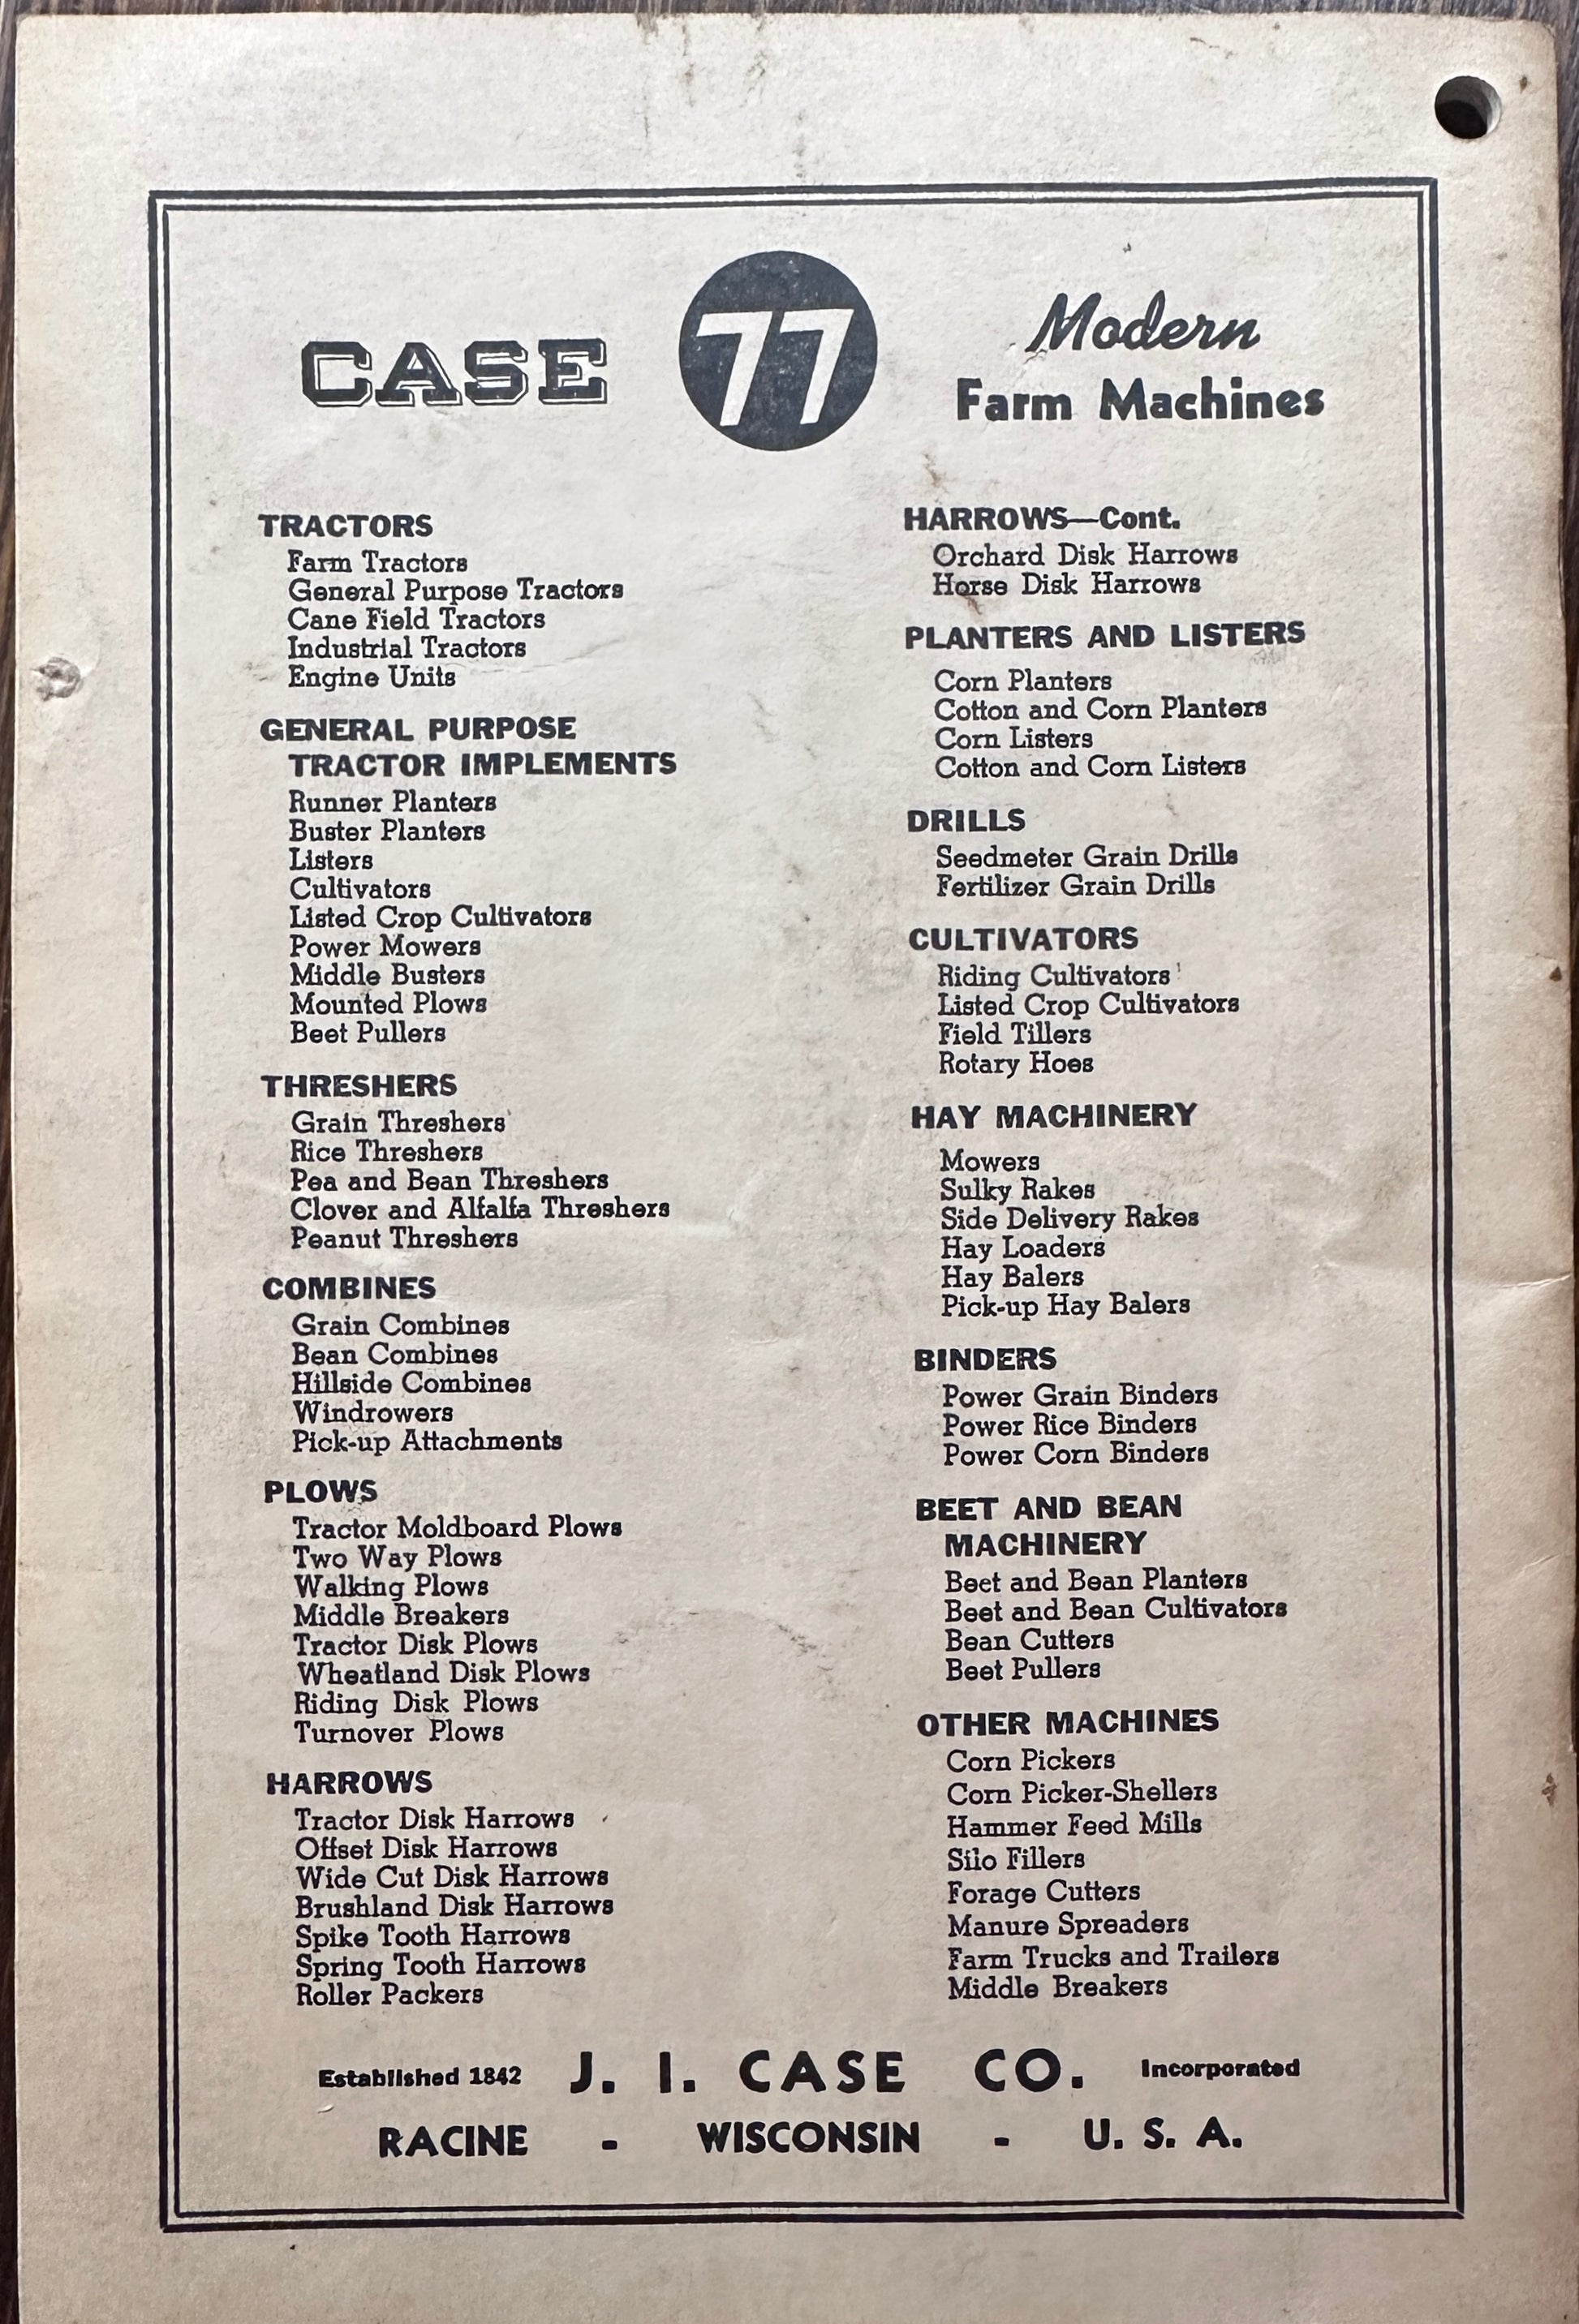 CASE 77 Modern
Farm Machines
TRACTORS
Farm Tractors
General Purpose Tractors
Cane Field Tractors
Industrial Tractors
Engine Units
GENERAL PURPOSE
TRACTOR IMPLEMENTS
Runner Planters
Buster Planters
Listers
Cultivators
Listed Crop Cultivators
Power Mowers
Middle Busters
Mounted Plows
Beet Pullers
THRESHERS
Grain Threshers
Rice Threshers
Pea and Bean Threshers
Clover and Alfalfa Threshers
Peanut Threshers
COMBINES
Grain Combines
Bean Combines
Hillside Combines
Windrowers
Pick-up Attachments
PLOWS
Tractor Moldboard Plows
Two Way Plows
Walking Plows
Middle Breakers
Tractor Disk Plows
Wheatland Disk Plows
Riding Disk Plows
Turnover Plows
HARROWS
Tractor Disk Harrows
Offset Disk Harrows
Wide Cut Disk Harrows
Brushland Disk Harrows
Spike Tooth Harrows
Spring Tooth Harrows
Roller Packers
HARROWS—Cont.
Orchard Disk Harrows
Horse Disk Harrows
PLANTERS AND LISTERS
Corn Planters
Cotton and Corn Planters
Corn Listers
Cotton and Corn Listers
DRILLS
Seedmeter Grain Drills
Fertilizer Grain Drills
CULTIVATORS
Riding Cultivators
Listed Crop Cultivators
Field Tillers
Rotary Hoes
HAY MACHINERY
Mowers
Sulky Rakes
Side Delivery Rakes
Hay Loaders
Hay Balers
Pick-up Hay Balers
BINDERS
Power Grain Binders
Power Rice Binders
Power Corn Binders
BEET AND BEAN
MACHINERY
Beet and Bean Planters
Beet and Bean Cultivators
Bean Cutters
Beet Pullers
OTHER MACHINES
Corn Pickers
Corn Picker-Shellers
Hammer Feed Mills
Silo Fillers
Forage Cutters
Manure Spreaders
Farm Trucks and Trailers
Middle Breakers
Established 1842 J. I. CASE CO. Incorporated
RACINE - WISCONSIN - U. S. A.